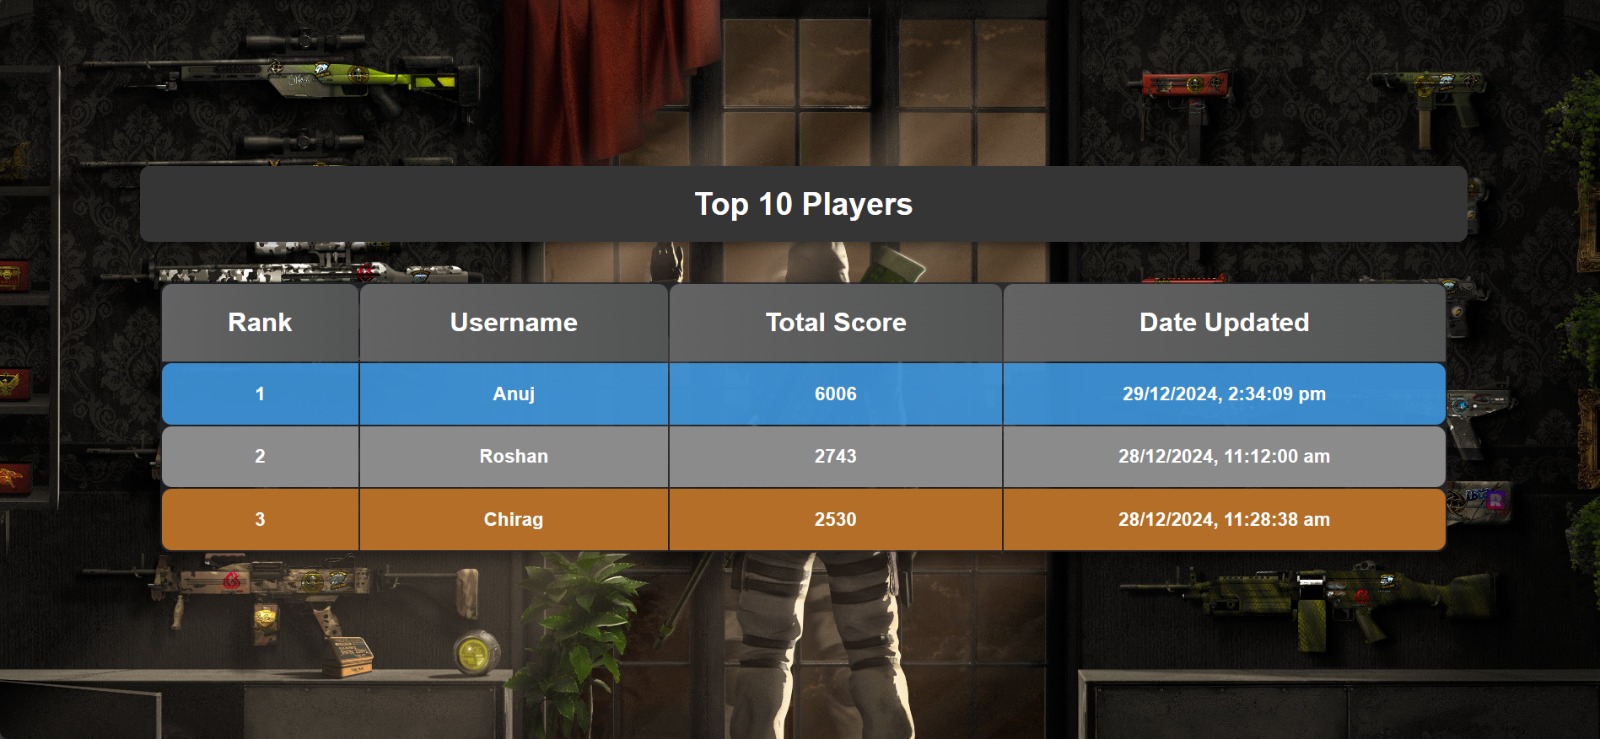 Top 10 Players
Rank Username Total Score Date Updated
1 Anuj 6006 29/12/2024, 2:34:09 pm
2 Roshan 2743 28/12/2024, 11:12:00 am
3 Chirag 2530 28/12/2024, 11:28:38 am